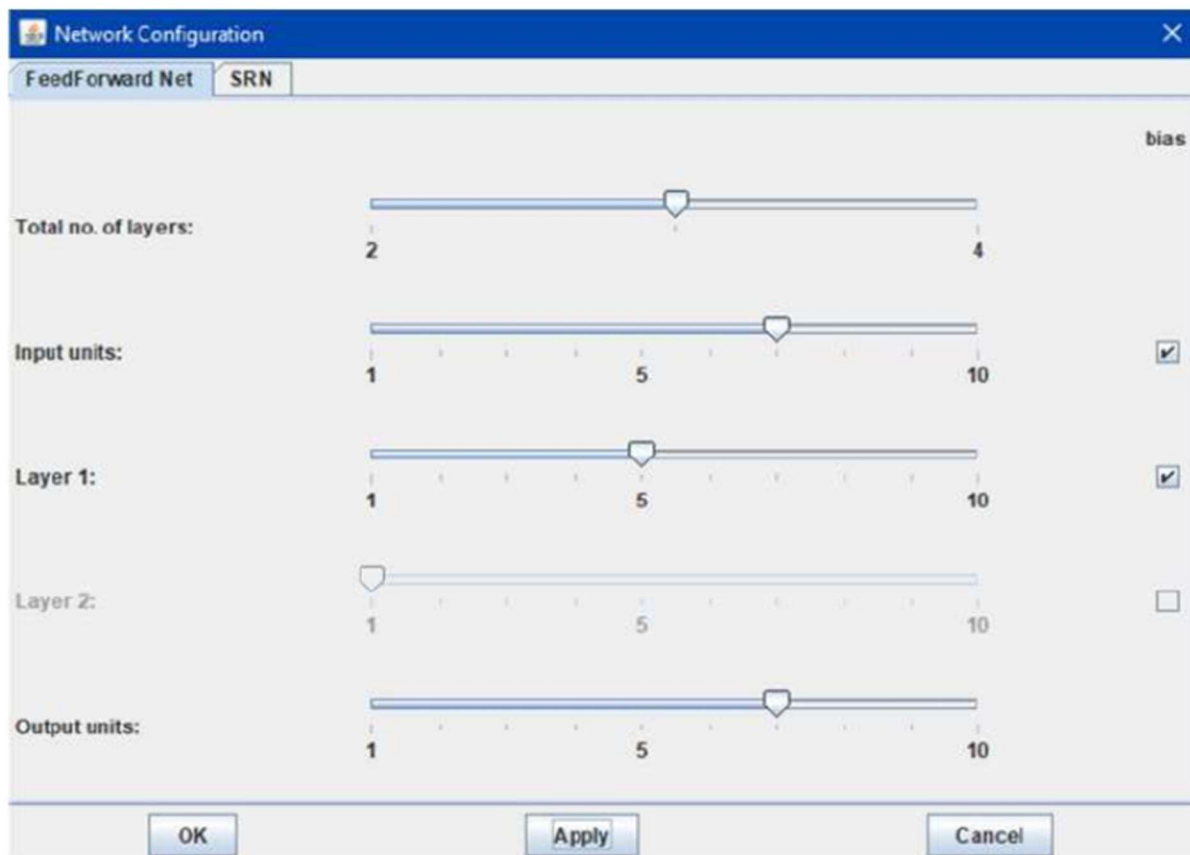 Network Configuration
FeedForward Net SRN
bias
Total no. of layers:
2 4
Input units:
1 5 10
Layer 1:
1 5 10
Layer 2:
1 5 10
Output units:
1 5 10
OK Apply Cancel